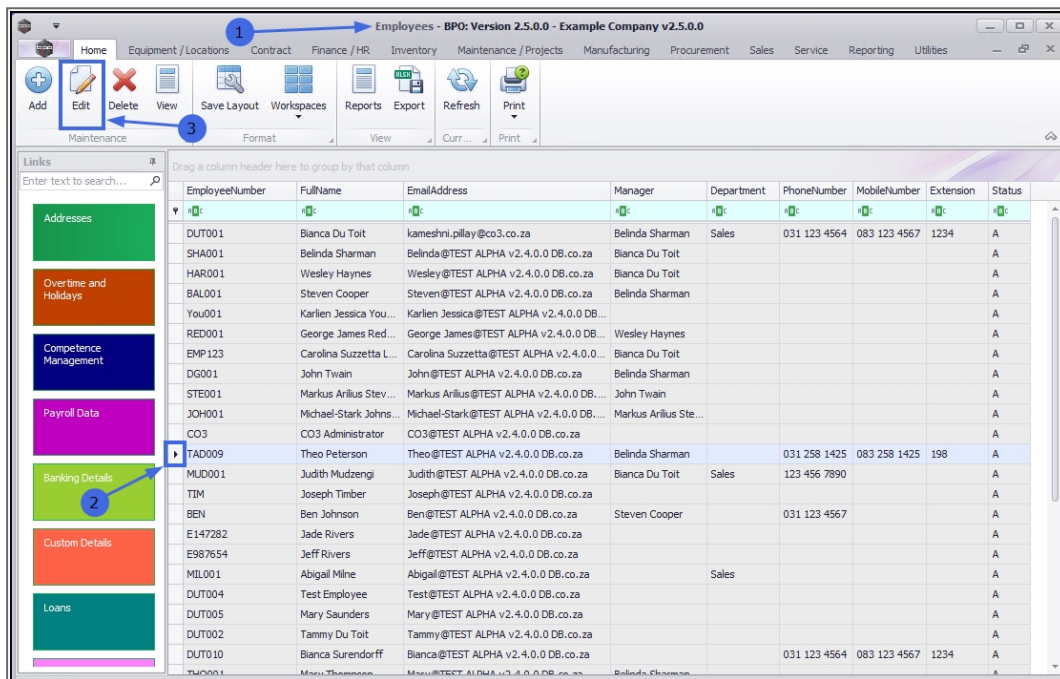 Employees - BPO: Version 2.5.0.0 - Example Company v2.5.0.0
1
Home Equipment / Locations Contract Finance / HR Inventory Maintenance / Projects Manufacturing Procurement Sales Service Reporting Utilities
Add Edit Delete View Save Layout Workspaces Reports Export Refresh Print
3
Maintenance Format View Curr... Print
Links
Enter text to search...
Addresses
Overtime and
Holidays
Competence
Management
Payroll Data
Banking Details
2
Custom Details
Loans
Drag a column header here to group by that column
EmployeeNumber FullName EmailAddress Manager Department PhoneNumber MobileNumber Extension Status
DUT001 Bianca Du Toit kameshni.pillay@co3.co.za Belinda Sharman Sales 031 123 4564 083 123 4567 1234 A
SHA001 Belinda Sharman Belinda@TEST ALPHA v2.4.0.0 DB.co.za Bianca Du Toit A
HAR001 Wesley Haynes Wesley@TEST ALPHA v2.4.0.0 DB.co.za Bianca Du Toit A
BAL001 Steven Cooper Steven@TEST ALPHA v2.4.0.0 DB.co.za Belinda Sharman A
You001 Karlien Jessica You... Karlien Jessica@TEST ALPHA v2.4.0.0 DB... A
RED001 George James Red... George James@TEST ALPHA v2.4.0.0 DB... Wesley Haynes A
EMP123 Carolina Suzzetta L... Carolina Suzzetta@TEST ALPHA v2.4.0.0... Bianca Du Toit A
DG001 John Twain John@TEST ALPHA v2.4.0.0 DB.co.za Belinda Sharman A
STE001 Markus Arilius Stev... Markus Arilius@TEST ALPHA v2.4.0.0 DB.... John Twain A
JOH001 Michael-Stark Johns... Michael-Stark@TEST ALPHA v2.4.0.0 DB.... Markus Arilius Ste... A
CO3 CO3 Administrator CO3@TEST ALPHA v2.4.0.0 DB.co.za A
TAD009 Theo Peterson Theo@TEST ALPHA v2.4.0.0 DB.co.za Belinda Sharman 031 258 1425 083 258 1425 198 A
MUD001 Judith Mudzengi Judith@TEST ALPHA v2.4.0.0 DB.co.za Bianca Du Toit Sales 123 456 7890 A
TIM Joseph Timber Joseph@TEST ALPHA v2.4.0.0 DB.co.za A
BEN Ben Johnson Ben@TEST ALPHA v2.4.0.0 DB.co.za Steven Cooper 031 123 4567 A
E147282 Jade Rivers Jade@TEST ALPHA v2.4.0.0 DB.co.za A
E987654 Jeff Rivers Jeff@TEST ALPHA v2.4.0.0 DB.co.za A
MIL001 Abigail Milne Abigail@TEST ALPHA v2.4.0.0 DB.co.za Sales A
DUT004 Test Employee Test@TEST ALPHA v2.4.0.0 DB.co.za A
DUT005 Mary Saunders Mary@TEST ALPHA v2.4.0.0 DB.co.za A
DUT002 Tammy Du Toit Tammy@TEST ALPHA v2.4.0.0 DB.co.za A
DUT010 Bianca Surendorff Bianca@TEST ALPHA v2.4.0.0 DB.co.za 031 123 4564 083 123 4567 1234 A
THO001 Mary Thompson Mary@TEST ALPHA v2.4.0.0 DB.co.za Belinda Sharman A